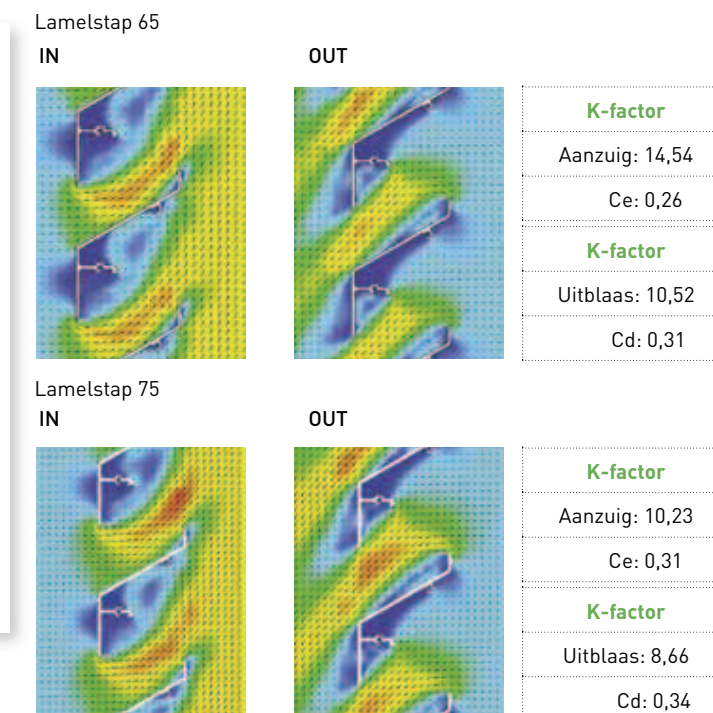 Lamelstap 65
IN
OUT
K-factor
Aanzuig: 14,54
Ce: 0,26
K-factor
Uitblaas: 10,52
Cd: 0,31
Lamelstap 75
IN
OUT
K-factor
Aanzuig: 10,23
Ce: 0,31
K-factor
Uitblaas: 8,66
Cd: 0,34